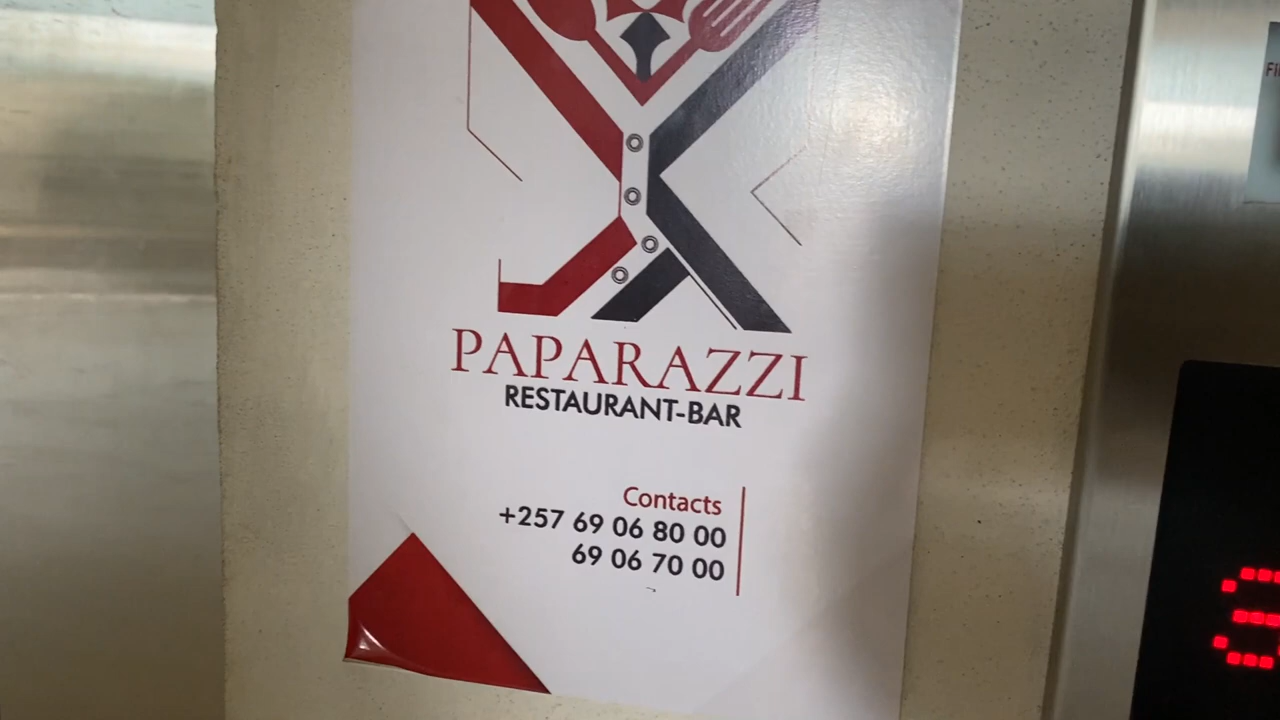 PAPARAZZI
RESTAURANT-BAR
Contacts
+257 69 06 80 00
69 06 70 00